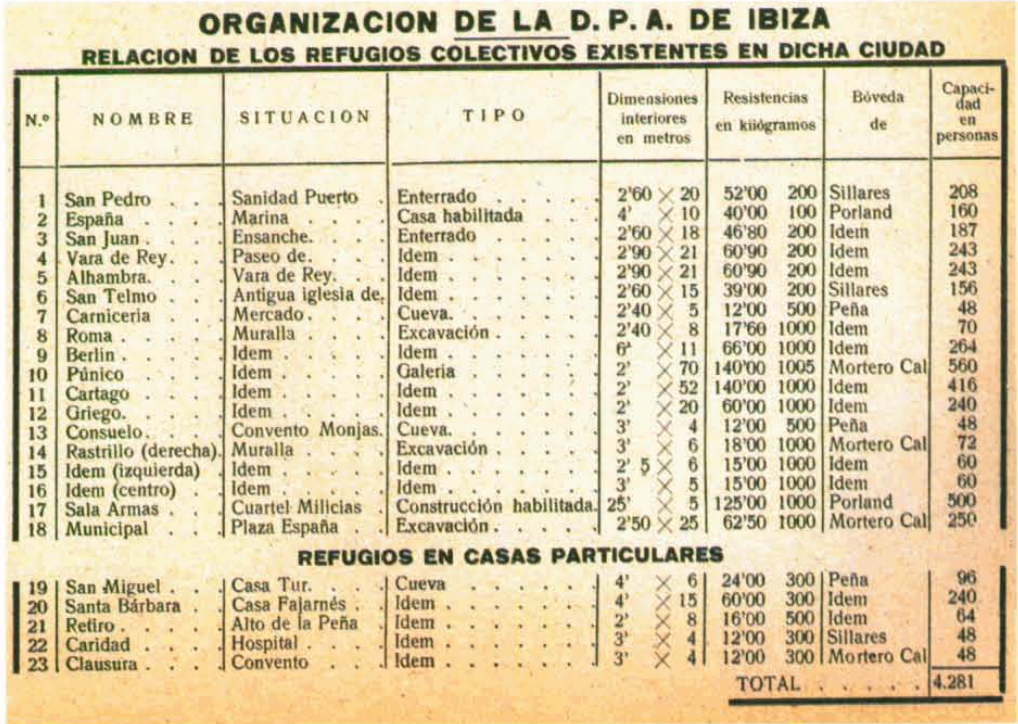 ORGANIZACION DE LA D. P. A. DE IBIZA
RELACION DE LOS REFUGIOS COLECTIVOS EXISTENTES EN DICHA CIUDAD
N.º NOMBRE SITUACION TIPO Dimensiones interiores en metros Resistencias en kilógramos Bóveda de Capaci-dad en personas
1 San Pedro . . . Sanidad Puerto . Enterrado . . . . . 2'60 × 20 52'00 200 Sillares 208
2 España . . . . Marina . . . . Casa habilitada . . . 4' × 10 40'00 100 Porland 160
3 San Juan . . . . Ensanche. . . . Enterrado . . . . . 2'60 × 18 46'80 200 Idem 187
4 Vara de Rey. . . Paseo de. . . . Idem . . . . . . . 2'90 × 21 60'90 200 Idem 243
5 Alhambra. . . . Vara de Rey. . . Idem . . . . . . . 2'90 × 21 60'90 200 Idem 243
6 San Telmo . . . Antigua iglesia de. Idem . . . . . . . 2'60 × 15 39'00 200 Sillares 156
7 Carniceria . . . Mercado. . . . Cueva. . . . . . . 2'40 × 5 12'00 500 Peña 48
8 Roma . . . . . Muralla . . . . Excavación. . . . . 2'40 × 8 17'60 1000 Idem 70
9 Berlin . . . . . Idem . . . . . Idem . . . . . . . 6' × 11 66'00 1000 Idem 264
10 Púnico . . . . Idem . . . . . Galeria . . . . . . 2' × 70 140'00 1005 Mortero Cal 560
11 Cartago . . . . Idem . . . . . Idem . . . . . . . 2' × 52 140'00 1000 Idem 416
12 Griego. . . . . Idem . . . . . Idem . . . . . . . 2' × 20 60'00 1000 Idem 240
13 Consuelo. . . . Convento Monjas. Cueva. . . . . . . 3' × 4 12'00 500 Peña 48
14 Rastrillo (derecha). Muralla . . . . Excavación. . . . . 3' × 6 18'00 1000 Mortero Cal 72
15 Idem (izquierda) . Idem . . . . . Idem . . . . . . . 2' 5 × 6 15'00 1000 Idem 60
16 Idem (centro) . . Idem . . . . . Idem . . . . . . . 3' × 5 15'00 1000 Idem 60
17 Sala Armas . . . Cuartel Milicias . Construcción habilitada. 25' × 5 125'00 1000 Porland 500
18 Municipal . . . Plaza España . . Excavación. . . . . 2'50 × 25 62'50 1000 Mortero Cal 250
REFUGIOS EN CASAS PARTICULARES
19 San Miguel . . . Casa Tur. . . . Cueva . . . . . . 4' × 6 24'00 300 Peña 96
20 Santa Bárbara . . Casa Fajarnés . . Idem . . . . . . . 4' × 15 60'00 300 Idem 240
21 Retiro . . . . . Alto de la Peña . Idem . . . . . . . 2' × 8 16'00 500 Idem 64
22 Caridad . . . . Hospital . . . . Idem . . . . . . . 3' × 4 12'00 300 Sillares 48
23 Clausura . . . . Convento . . . Idem . . . . . . . 3' × 4 12'00 300 Mortero Cal 48
TOTAL . . . . . 4.281